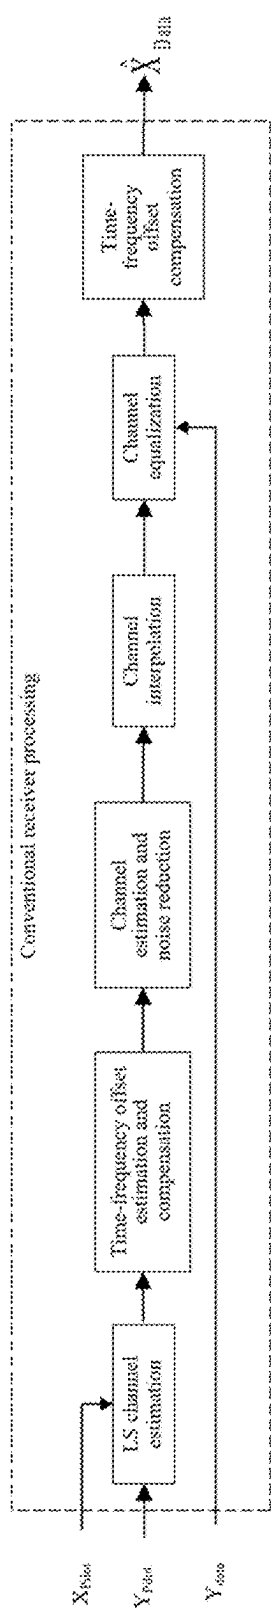 Conventional receiver processing
X_Pilot
Y_Pilot
Y_data
LS channel
estimation
Time-frequency offset
estimation and
compensation
Channel
estimation and
noise reduction
Channel
interpolation
Channel
equalization
Time-
frequency
offset
compensation
X̂_Data